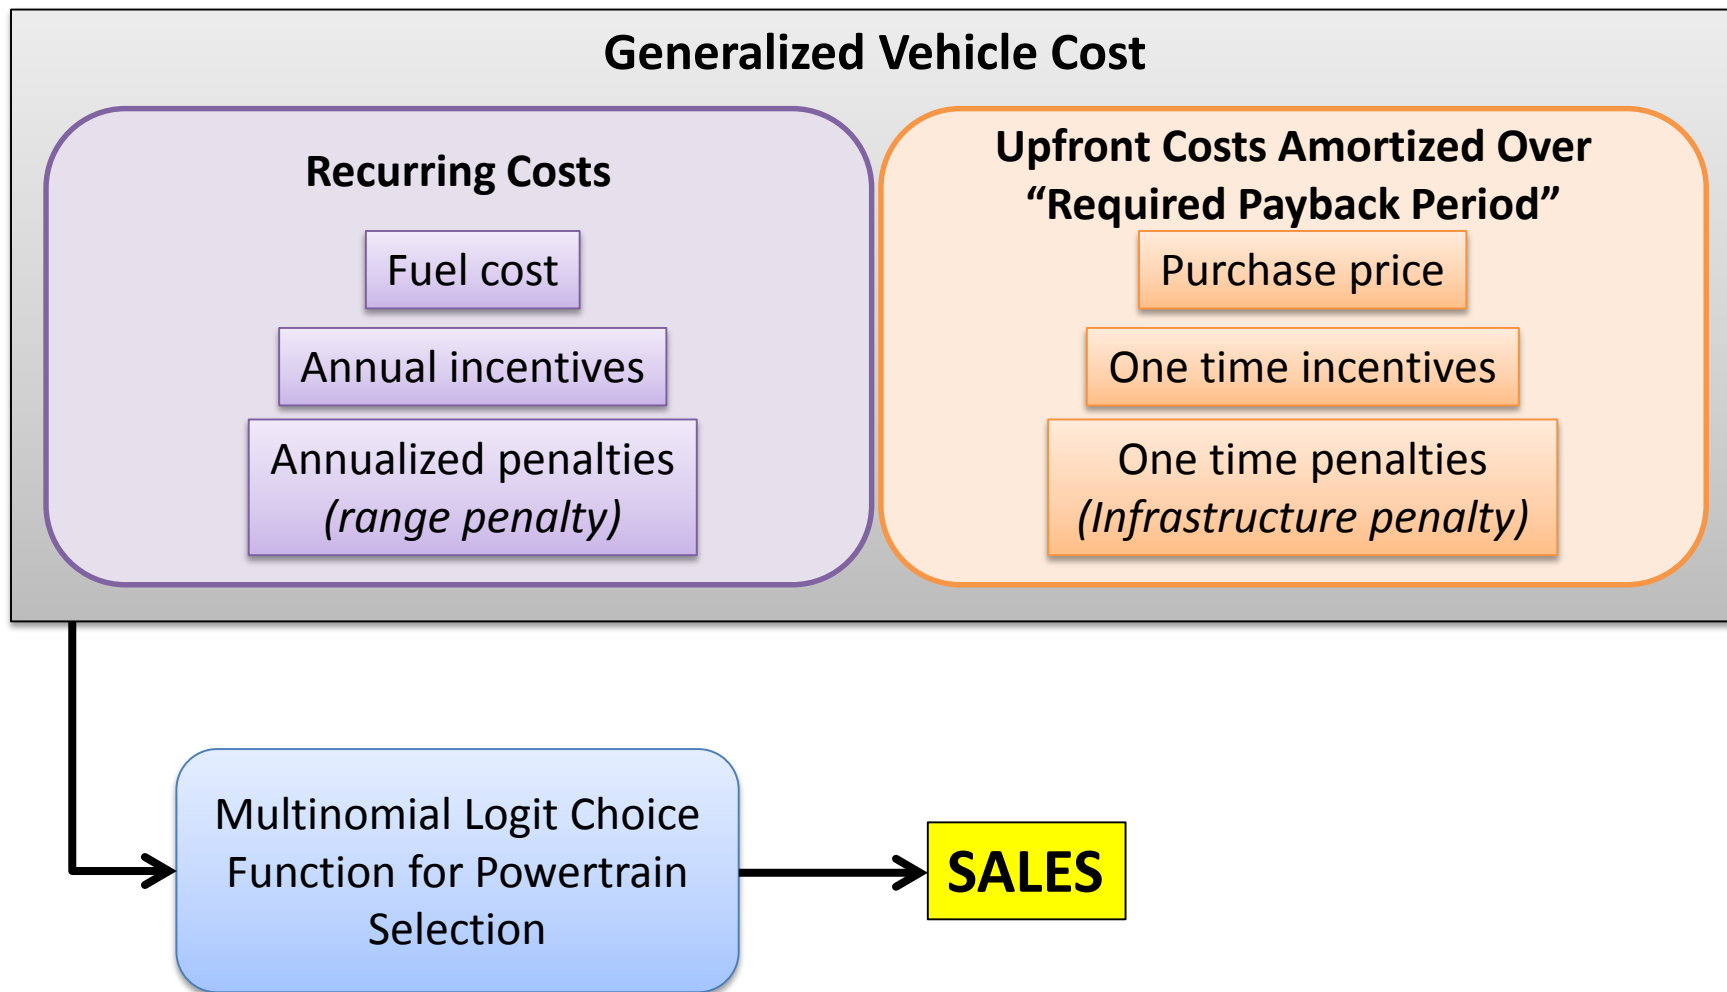 Generalized Vehicle Cost
Recurring Costs
Fuel cost
Annual incentives
Annualized penalties
(range penalty)
Upfront Costs Amortized Over
“Required Payback Period”
Purchase price
One time incentives
One time penalties
(Infrastructure penalty)
Multinomial Logit Choice
Function for Powertrain
Selection
SALES